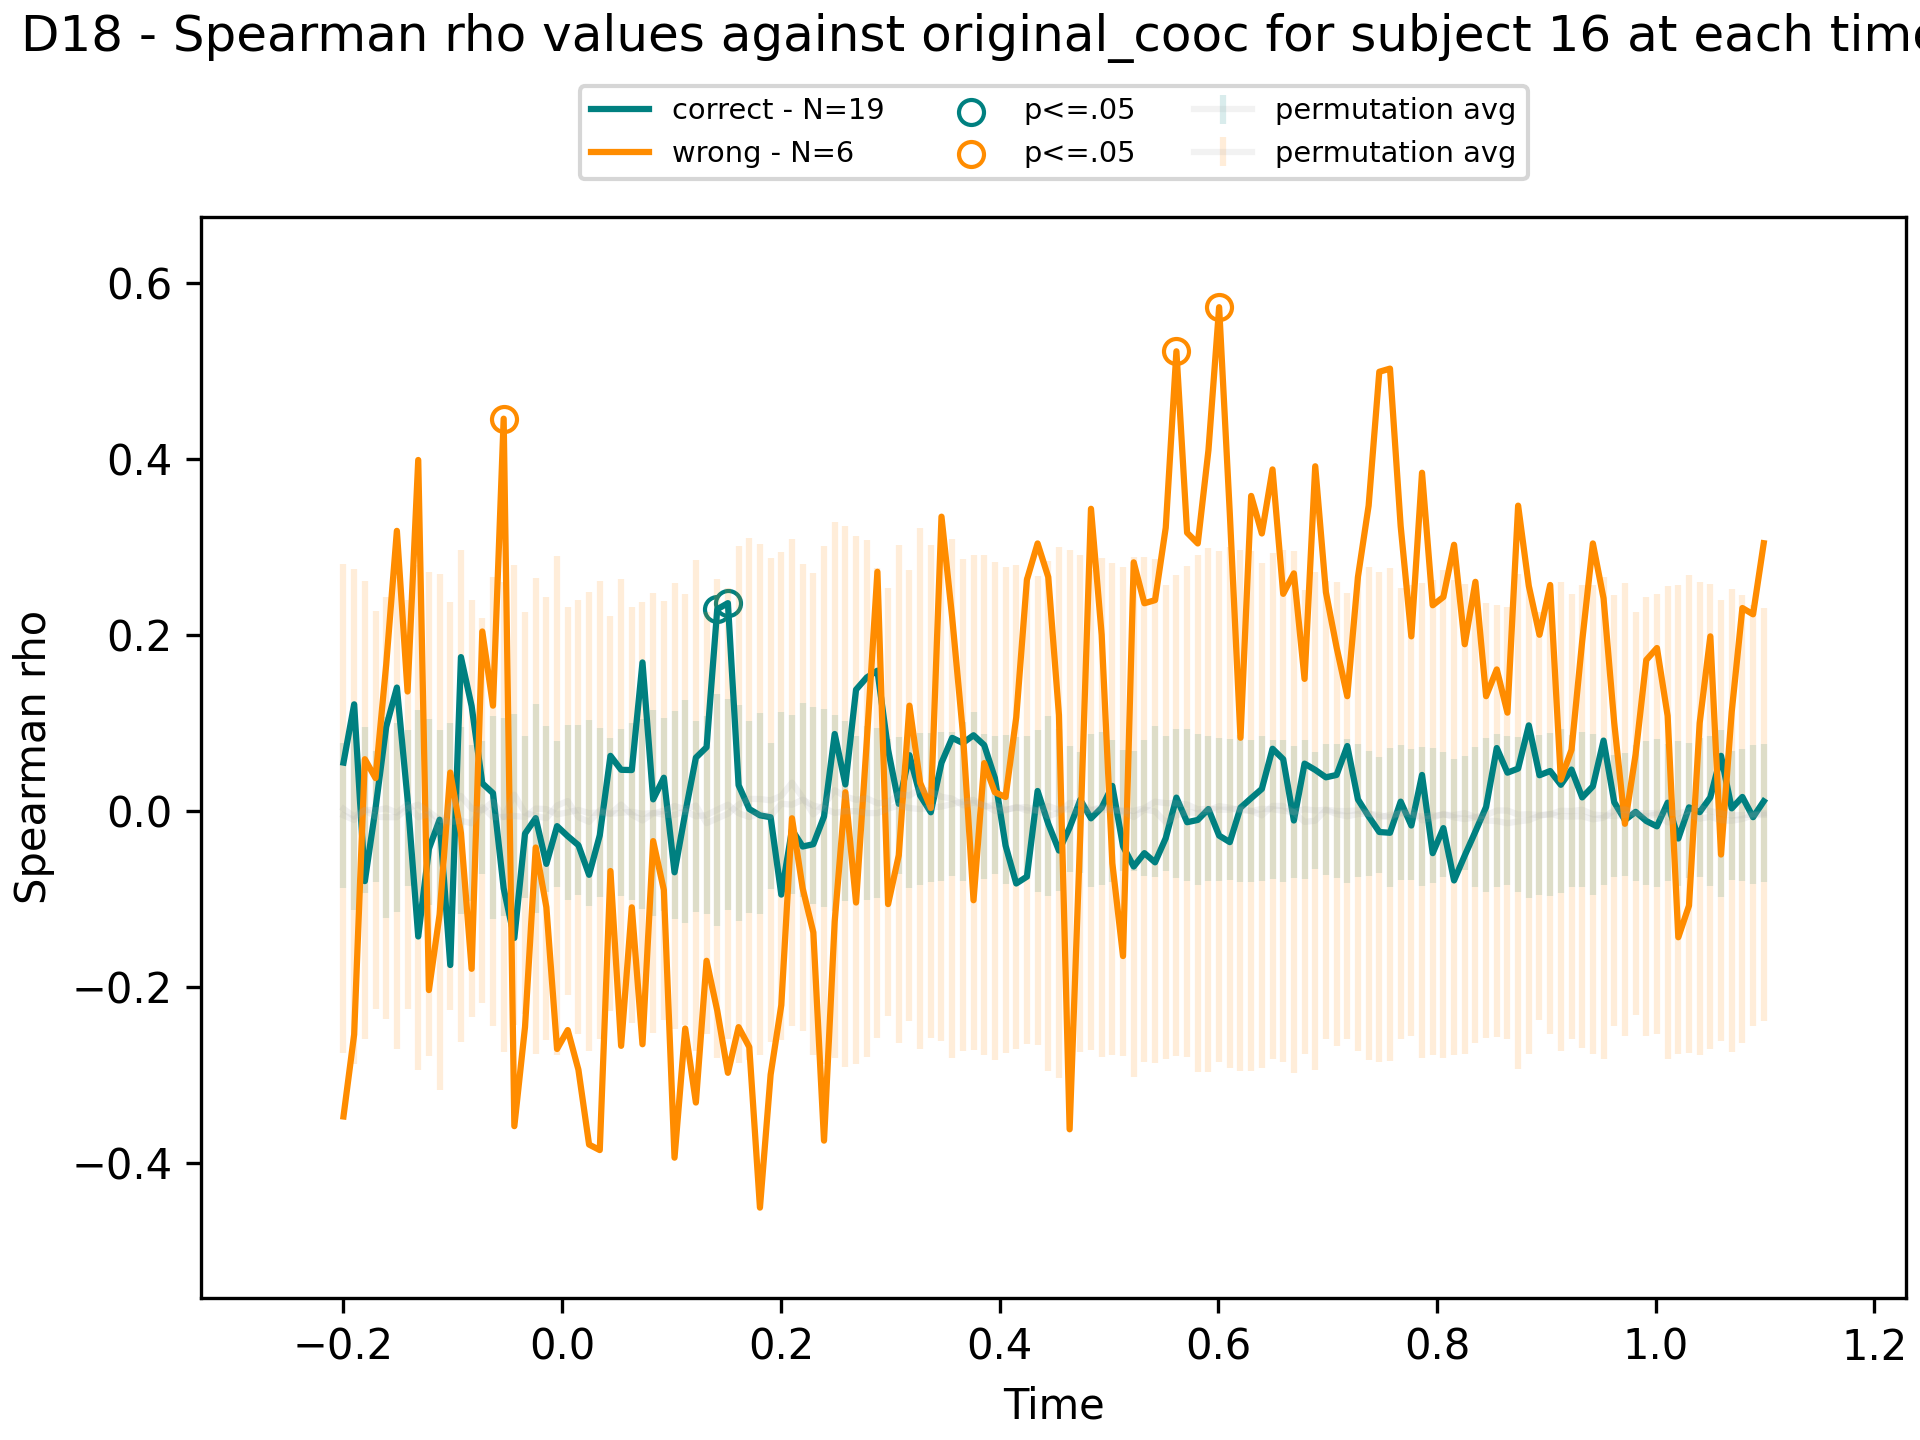 D18 - Spearman rho values against original_cooc for subject 16 at each time
correct - N=19
wrong - N=6
p<=.05
p<=.05
permutation avg
permutation avg
0.6
0.4
0.2
0.0
−0.2
−0.4
Spearman rho
−0.2
0.0
0.2
0.4
0.6
0.8
1.0
1.2
Time